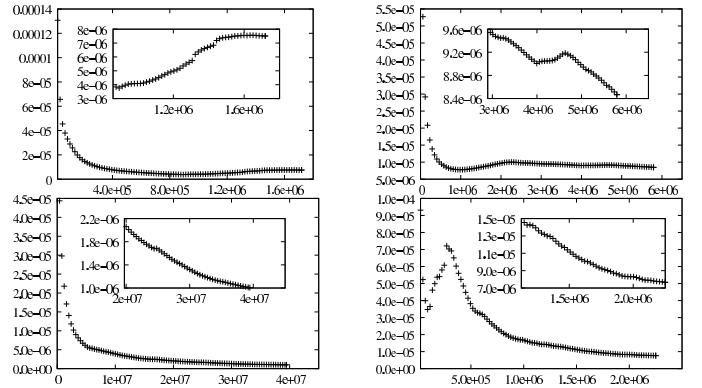 0.00014
0.00012
0.0001
8e-05
6e-05
4e-05
2e-05
0
4.0e+05 8.0e+05 1.2e+06 1.6e+06
8e-06
7e-06
6e-06
5e-06
4e-06
3e-06
1.2e+06 1.6e+06
5.5e-05
5.0e-05
4.5e-05
4.0e-05
3.5e-05
3.0e-05
2.5e-05
2.0e-05
1.5e-05
1.0e-05
5.0e-06
0 1e+06 2e+06 3e+06 4e+06 5e+06 6e+06
9.6e-06
9.2e-06
8.8e-06
8.4e-06
3e+06 4e+06 5e+06 6e+06
4.5e-05
4.0e-05
3.5e-05
3.0e-05
2.5e-05
2.0e-05
1.5e-05
1.0e-05
5.0e-06
0.0e+00
0 1e+07 2e+07 3e+07 4e+07
2.2e-06
1.8e-06
1.4e-06
1.0e-06
2e+07 3e+07 4e+07
1.0e-04
9.0e-05
8.0e-05
7.0e-05
6.0e-05
5.0e-05
4.0e-05
3.0e-05
2.0e-05
1.0e-05
0.0e+00
5.0e+05 1.0e+06 1.5e+06 2.0e+06
1.5e-05
1.3e-05
1.1e-05
9.0e-06
7.0e-06
1.5e+06 2.0e+06